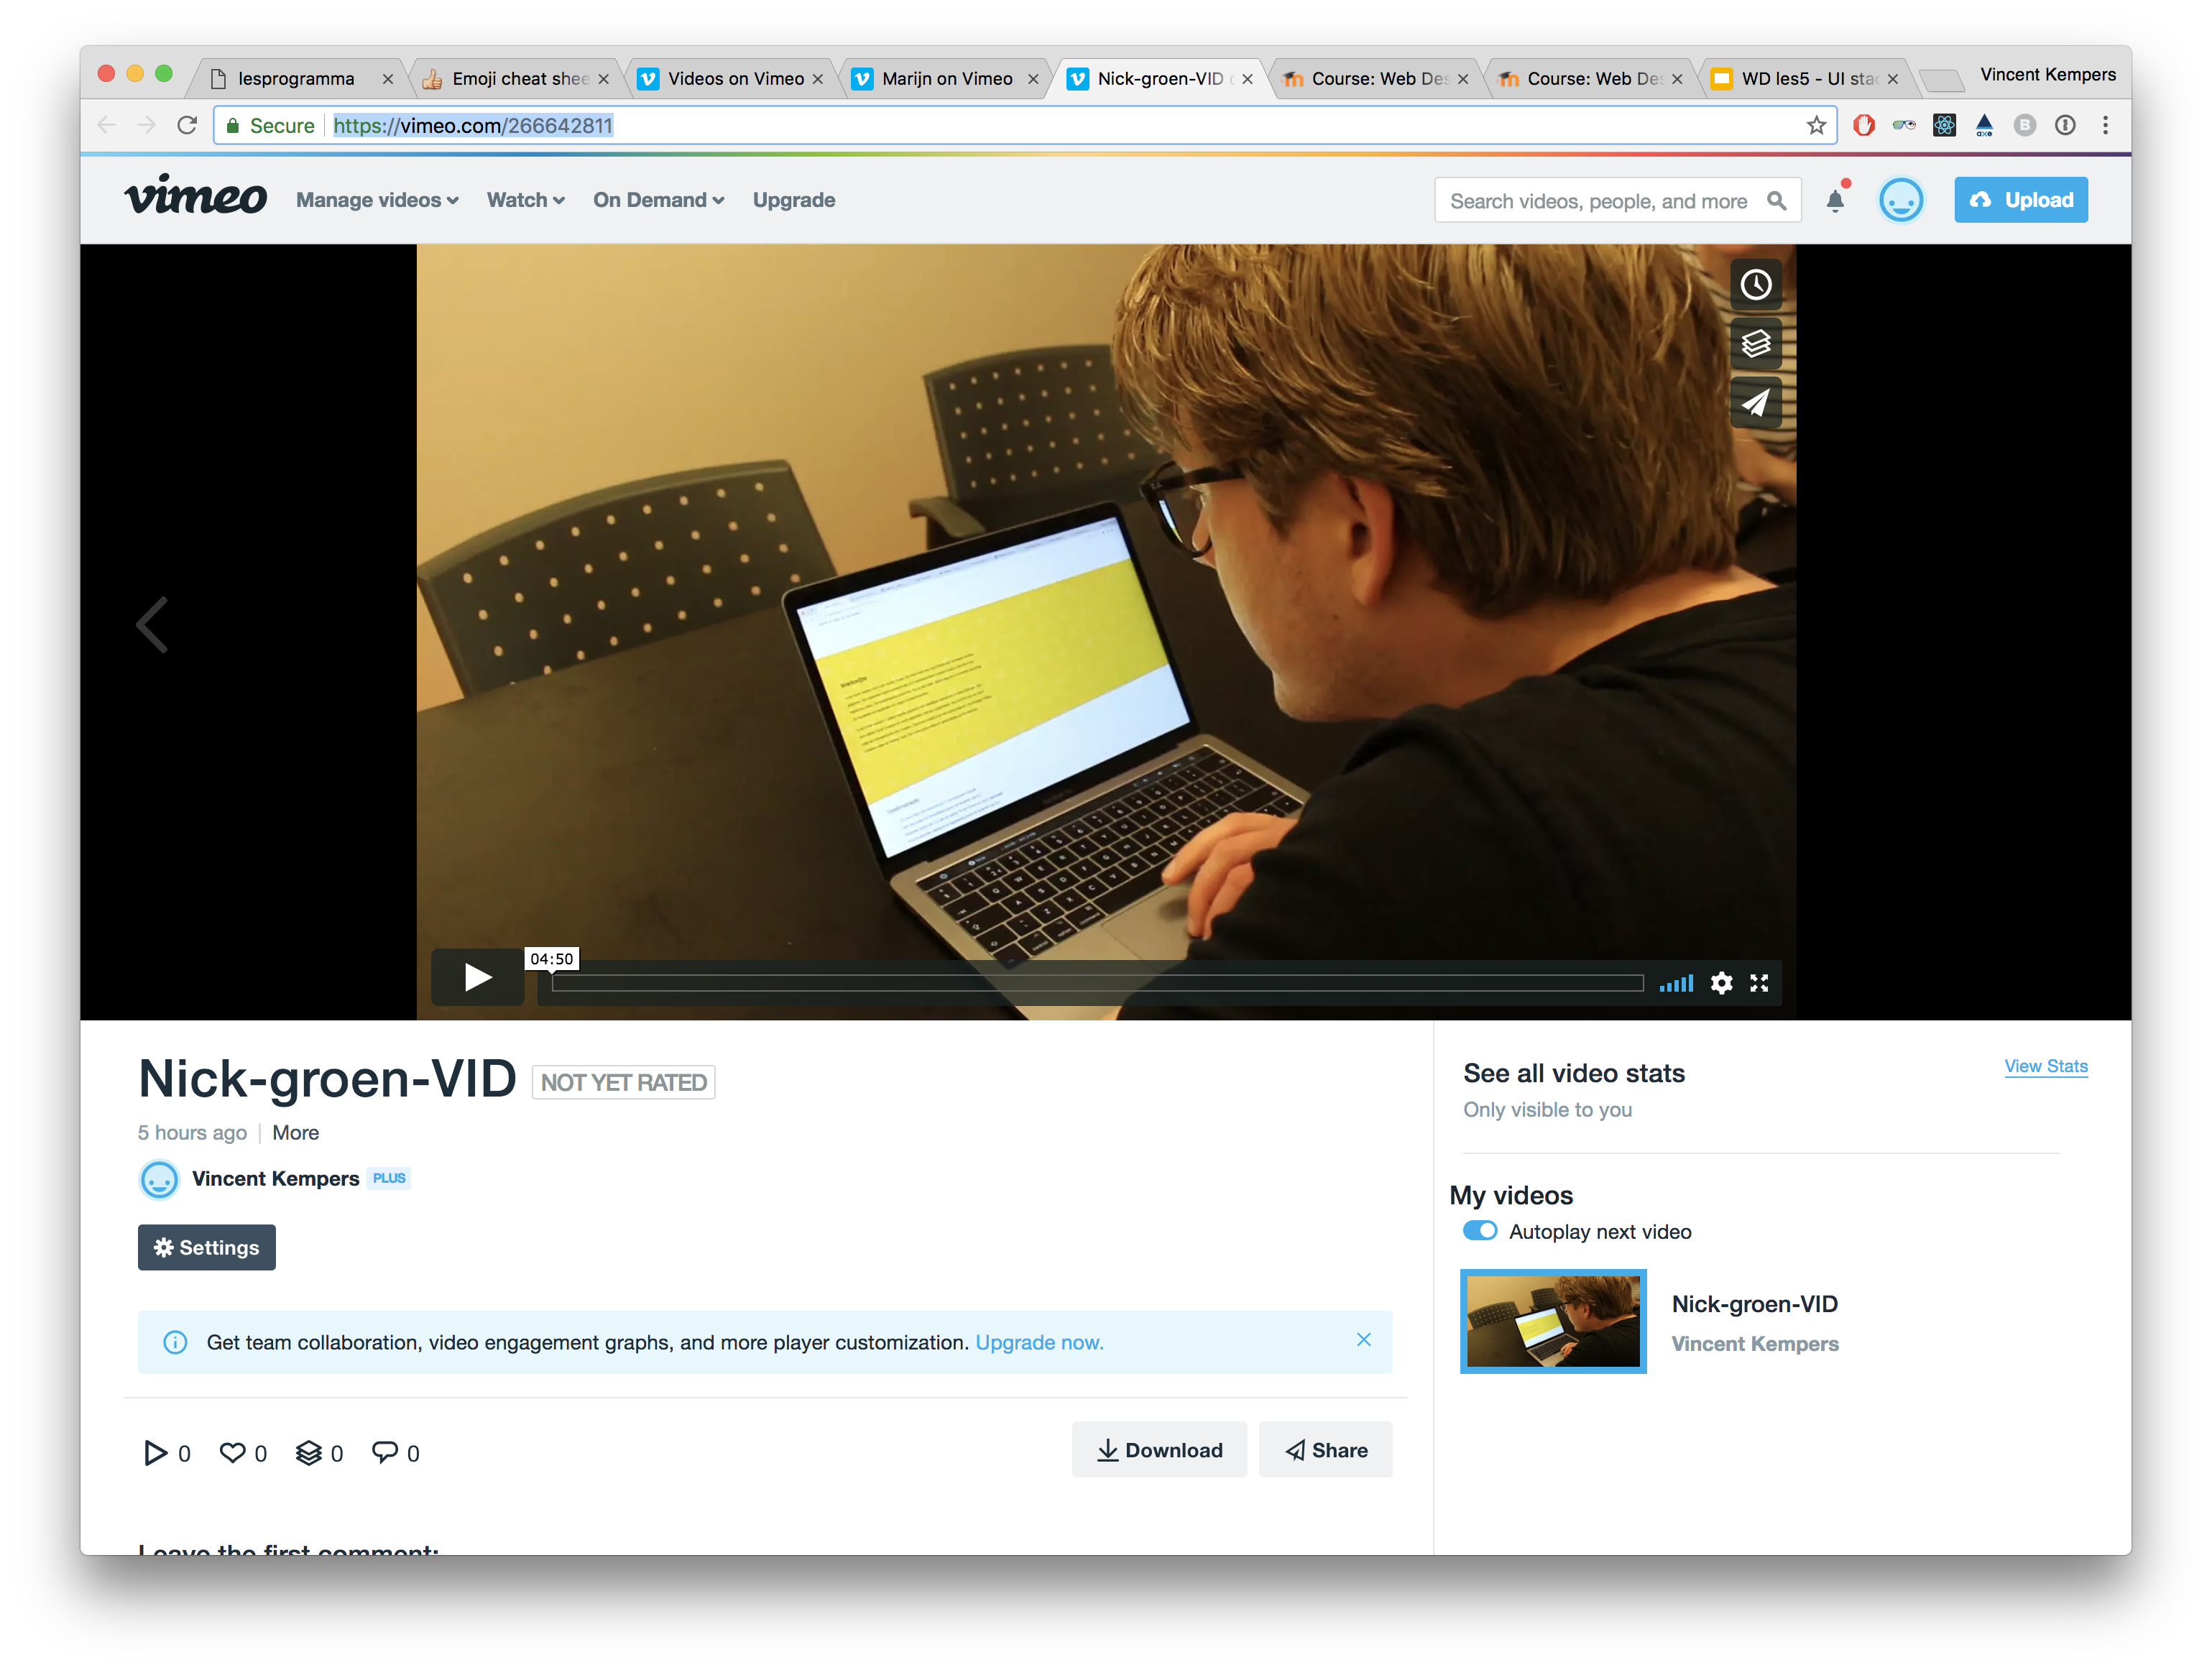 lesprogramma
Emoji cheat shee
Videos on Vimeo
Marijn on Vimeo
Nick-groen-VID
Course: Web Des
Course: Web Des
WD les5 - UI stac
Vincent Kempers
Secure
https://vimeo.com/266642811
axe
B
vimeo
Manage videos
Watch
On Demand
Upgrade
Search videos, people, and more
Upload
04:50
Nick-groen-VID
NOT YET RATED
5 hours ago
More
Vincent Kempers
PLUS
Settings
Get team collaboration, video engagement graphs, and more player customization. Upgrade now.
0
0
0
0
Download
Share
Leave the first comment:
See all video stats
View Stats
Only visible to you
My videos
Autoplay next video
Nick-groen-VID
Vincent Kempers